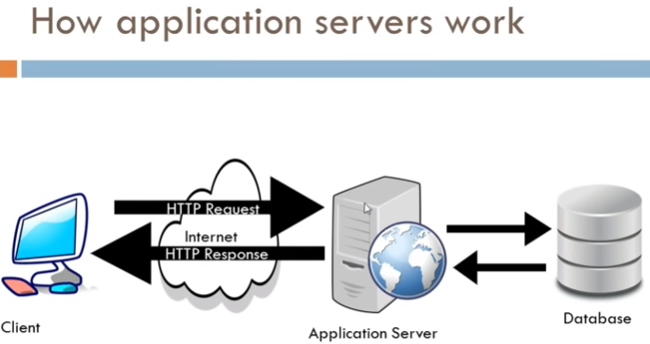 How application servers work
HTTP Request
Internet
HTTP Response
Client
Application Server
Database